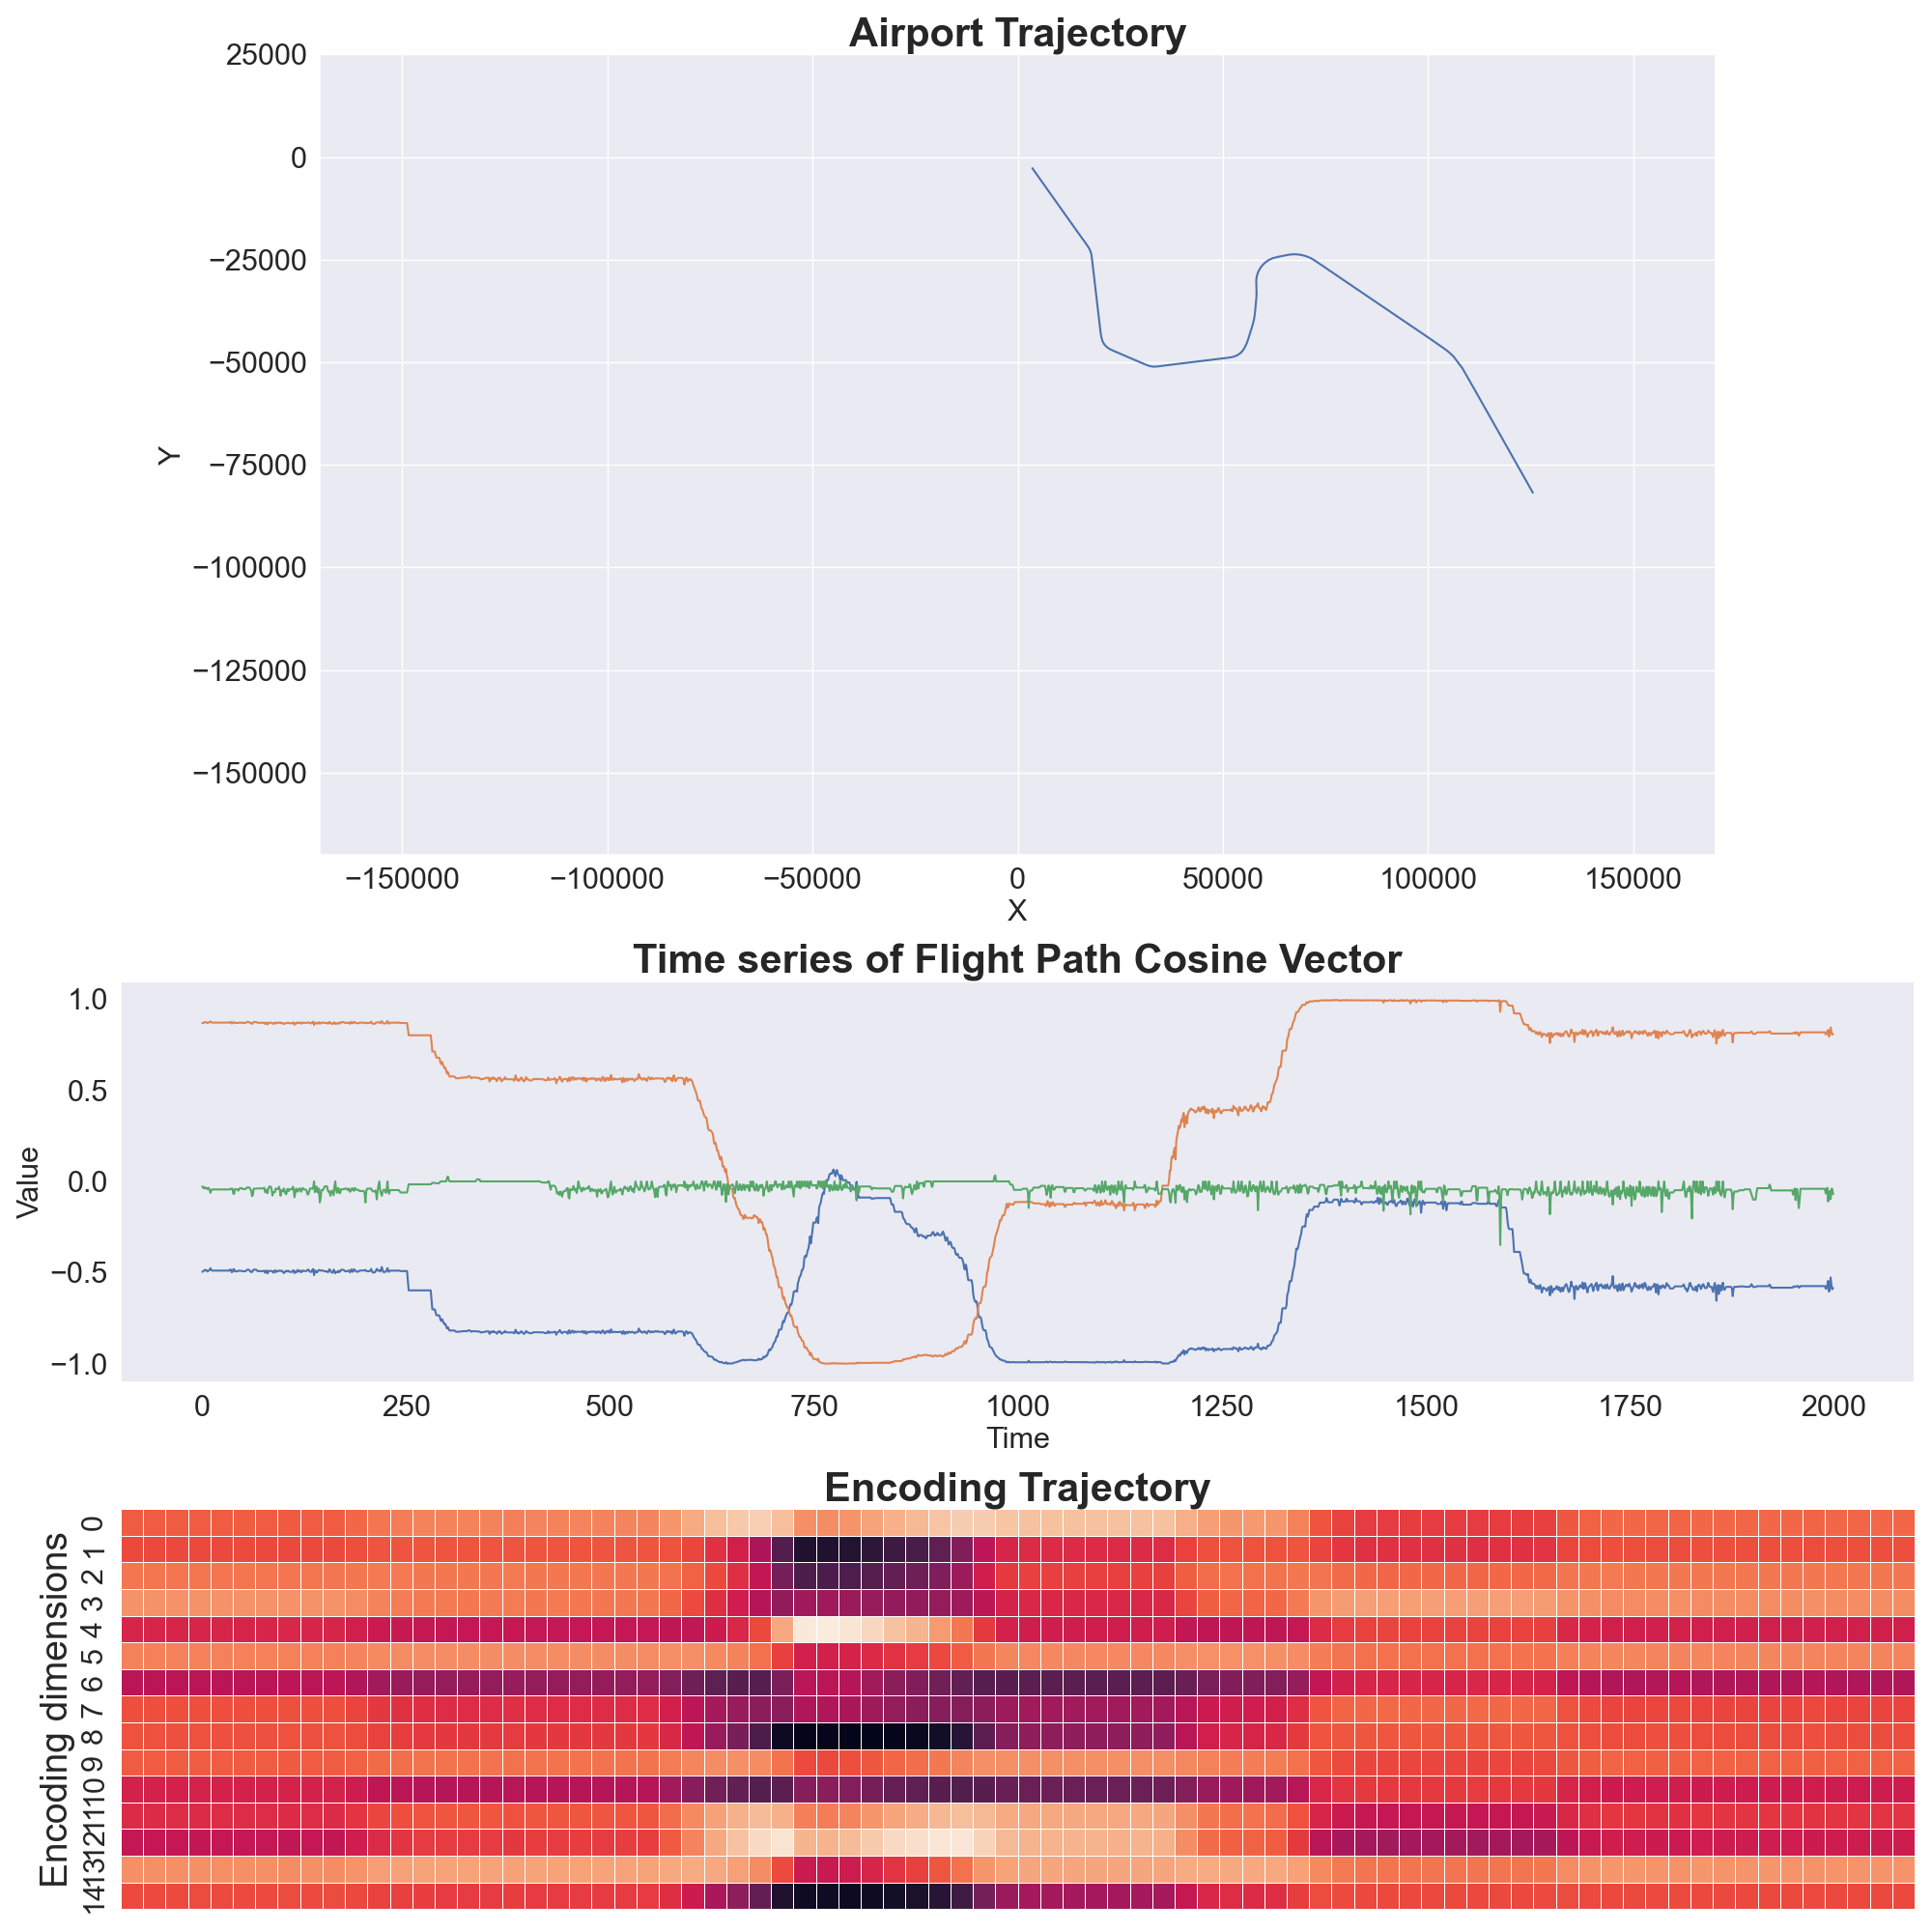 Airport Trajectory
25000
0
−25000
−50000
−75000
−100000
−125000
−150000
Y
−150000 −100000 −50000 0 50000 100000 150000
X
Time series of Flight Path Cosine Vector
1.0
0.5
0.0
−0.5
−1.0
Value
0 250 500 750 1000 1250 1500 1750 2000
Time
Encoding Trajectory
Encoding dimensions
0
1
2
3
4
5
6
7
8
9
10
11
12
13
14